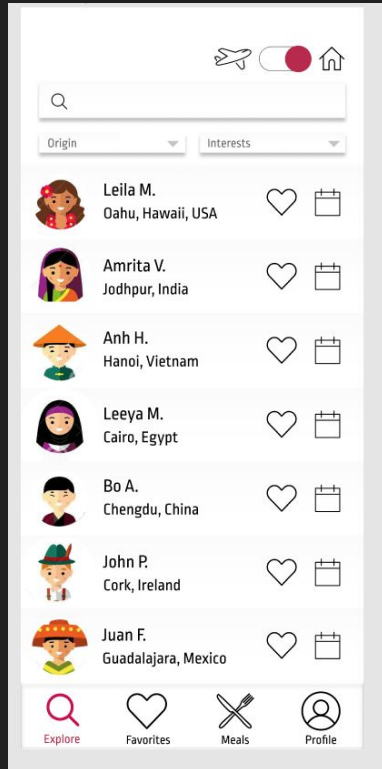 Origin
Interests
Leila M.
Oahu, Hawaii, USA
Amrita V.
Jodhpur, India
Anh H.
Hanoi, Vietnam
Leeya M.
Cairo, Egypt
Bo A.
Chengdu, China
John P.
Cork, Ireland
Juan F.
Guadalajara, Mexico
Explore
Favorites
Meals
Profile